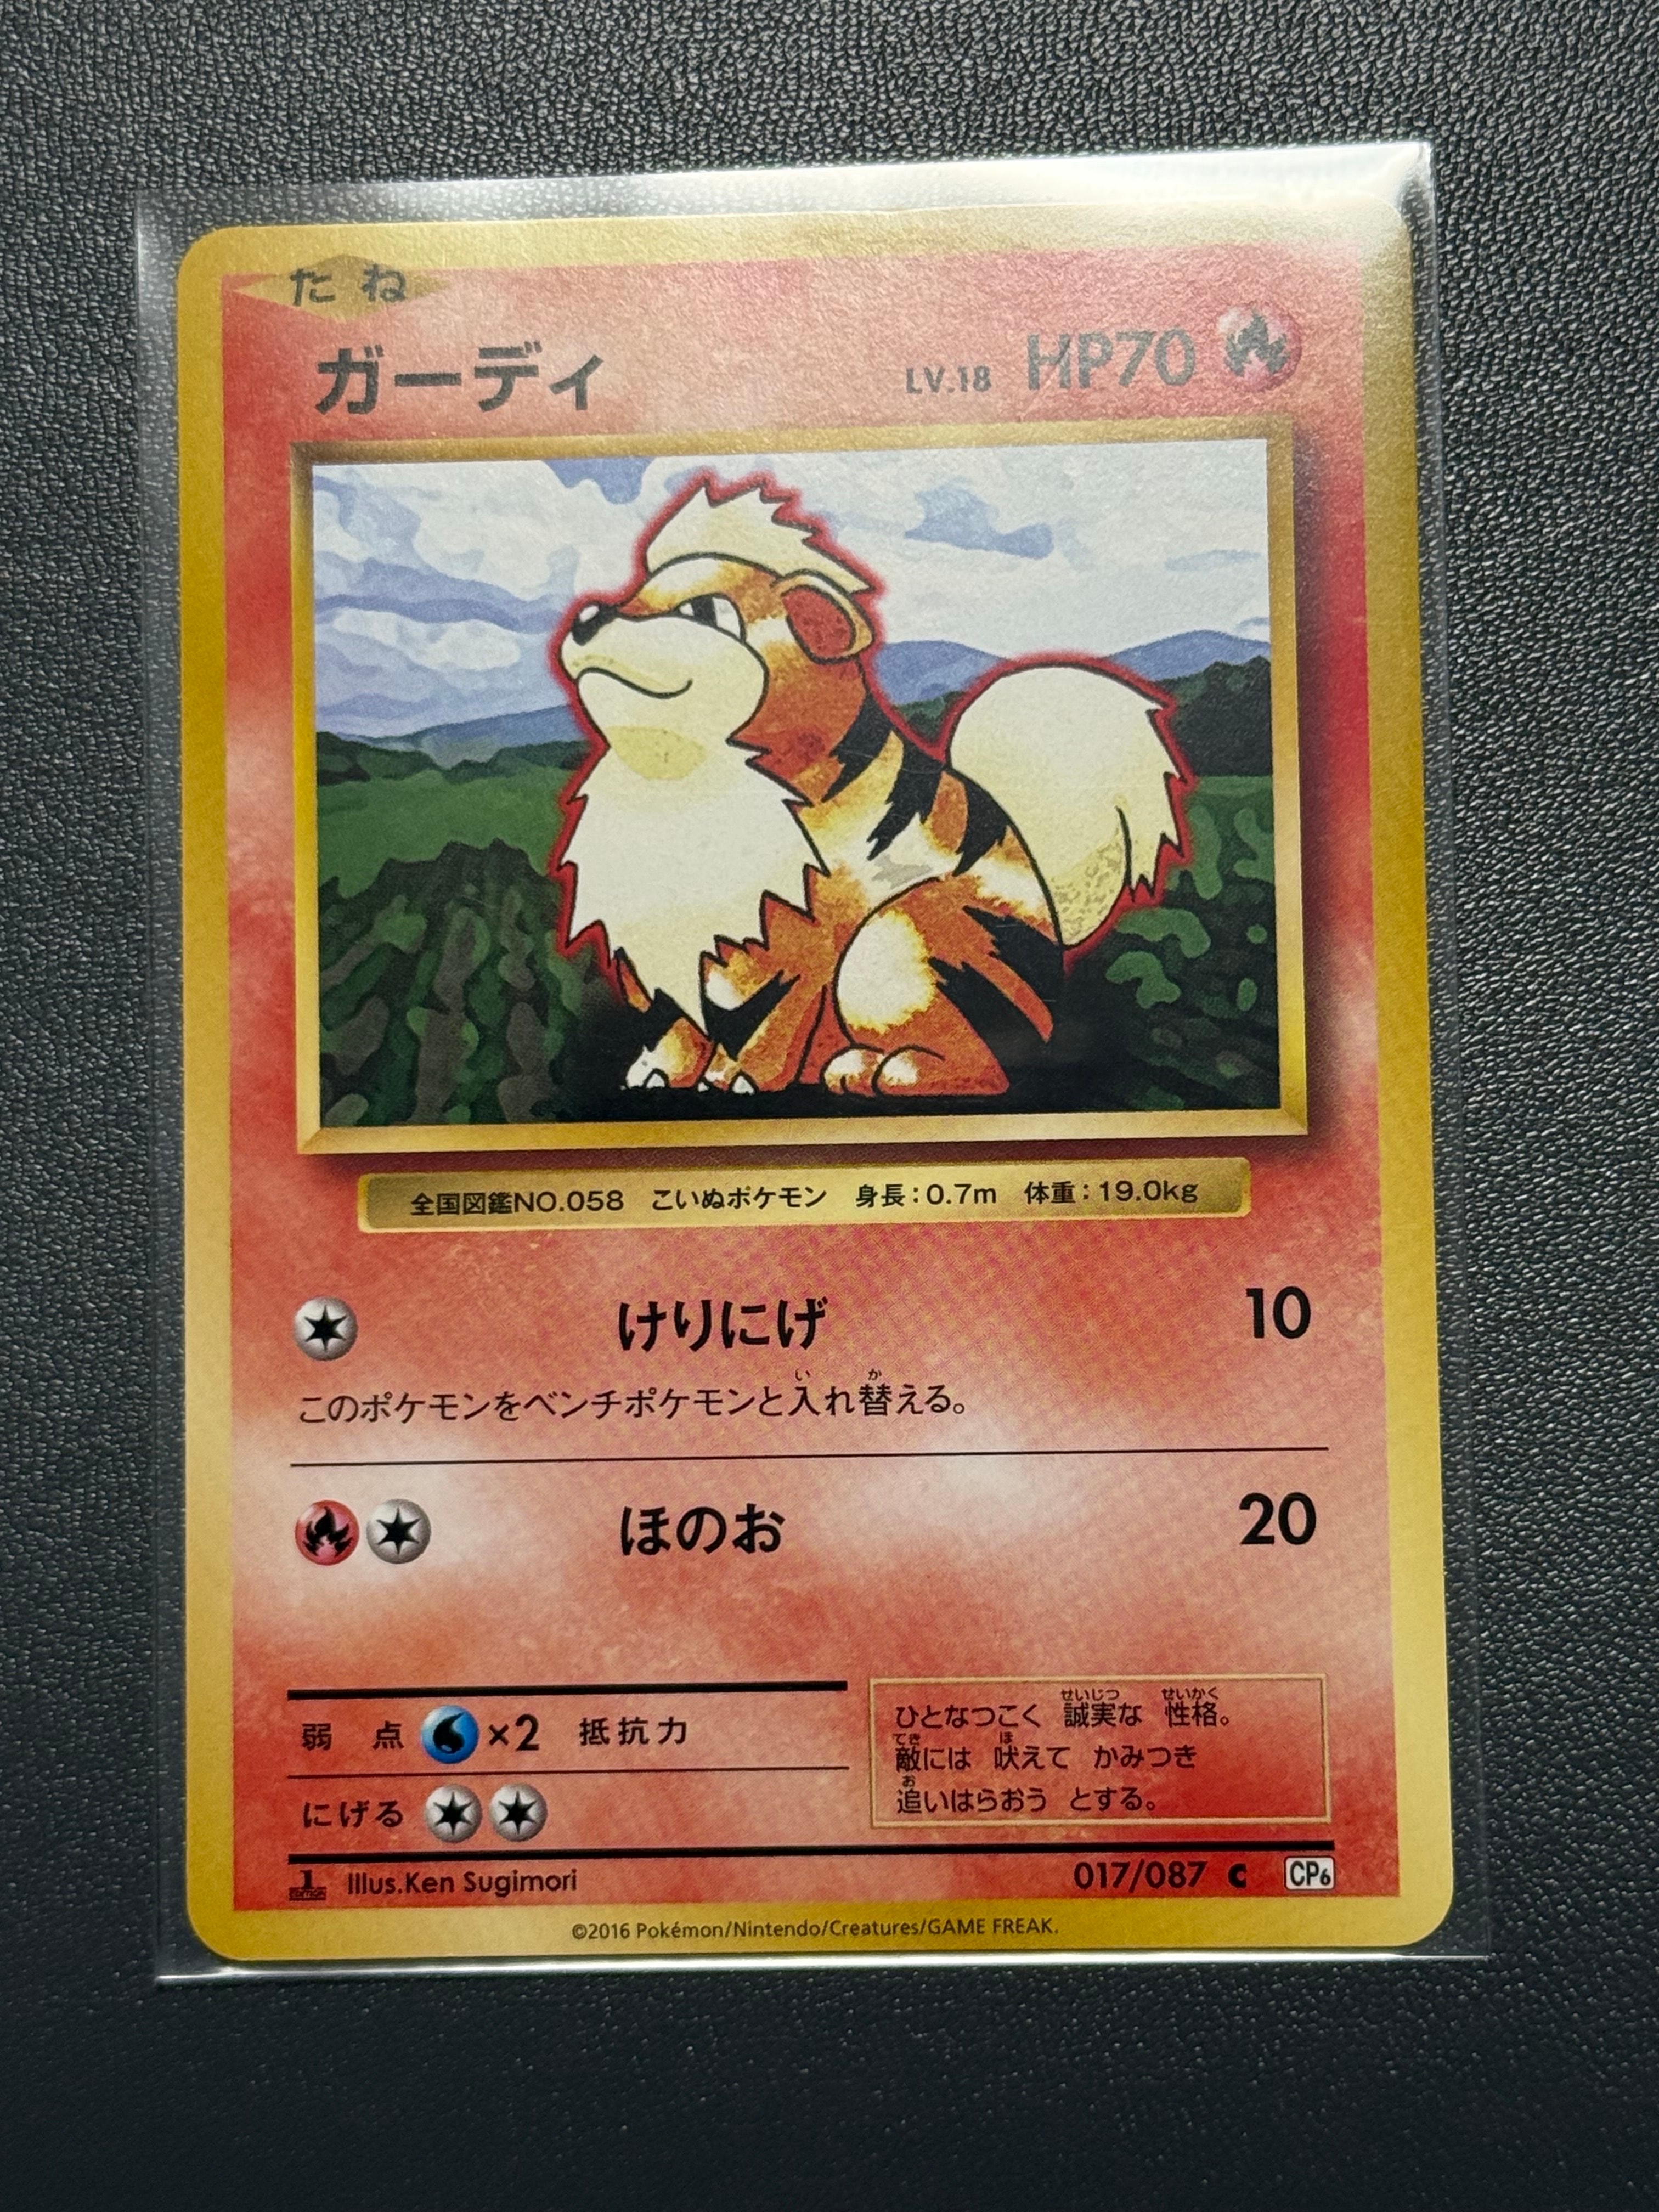 たね
ガーディ LV.18 HP70
全国図鑑NO.058 こいぬポケモン 身長:0.7m 体重:19.0kg
けりにげ 10
このポケモンをベンチポケモンと入れ替える。
ほのお 20
弱点 ×2 抵抗力
にげる
ひとなつこく 誠実な 性格。
敵には 吠えて かみつき
追いはらおう とする。
1 EDITION Illus.Ken Sugimori 017/087 C CP6
©2016 Pokémon/Nintendo/Creatures/GAME FREAK.